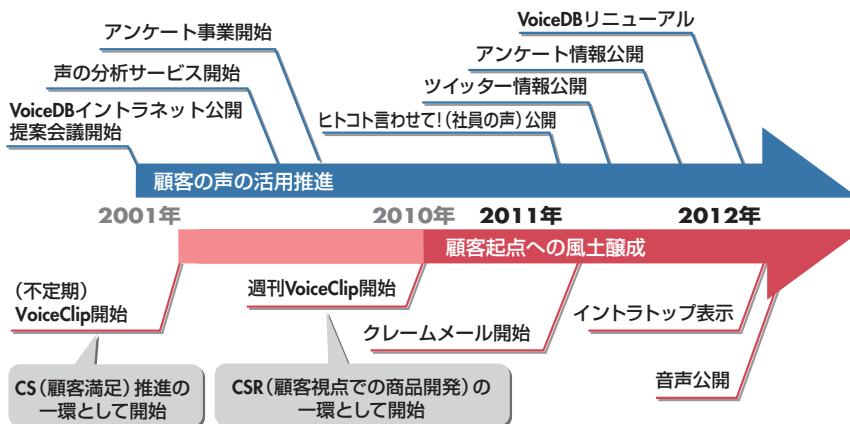 VoiceDBリニューアル
アンケート事業開始
アンケート情報公開
声の分析サービス開始
ツイッター情報公開
VoiceDBイントラネット公開
提案会議開始
ヒトコト言わせて!(社員の声)公開
顧客の声の活用推進
2001年
2010年
2011年
2012年
顧客起点への風土醸成
(不定期)
VoiceClip開始
週刊VoiceClip開始
クレームメール開始
イントラトップ表示
音声公開
CS(顧客満足)推進の
一環として開始
CSR(顧客視点での商品開発)の
一環として開始